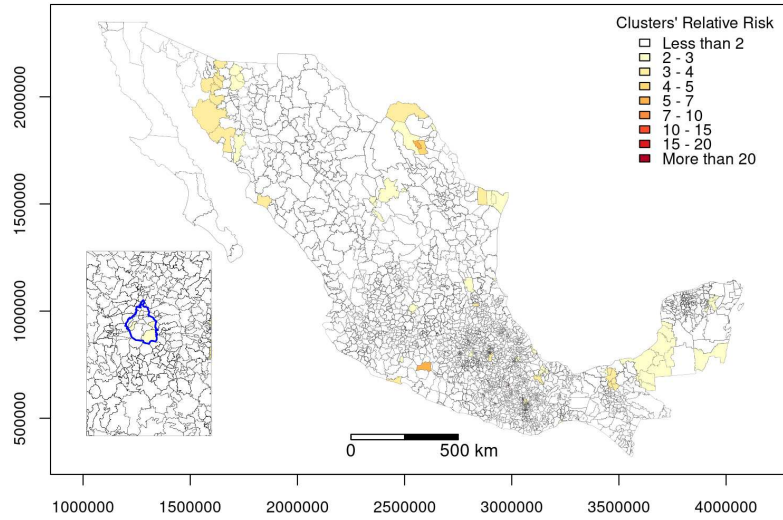 Clusters' Relative Risk
Less than 2
2 - 3
3 - 4
4 - 5
5 - 7
7 - 10
10 - 15
15 - 20
More than 20
2000000
1500000
1000000
500000
0 500 km
1000000 1500000 2000000 2500000 3000000 3500000 4000000